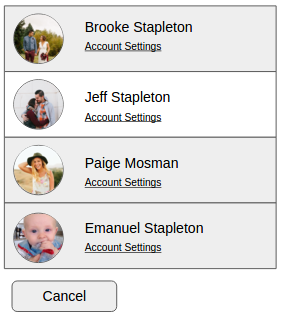 Brooke Stapleton
Account Settings
Jeff Stapleton
Account Settings
Paige Mosman
Account Settings
Emanuel Stapleton
Account Settings
Cancel